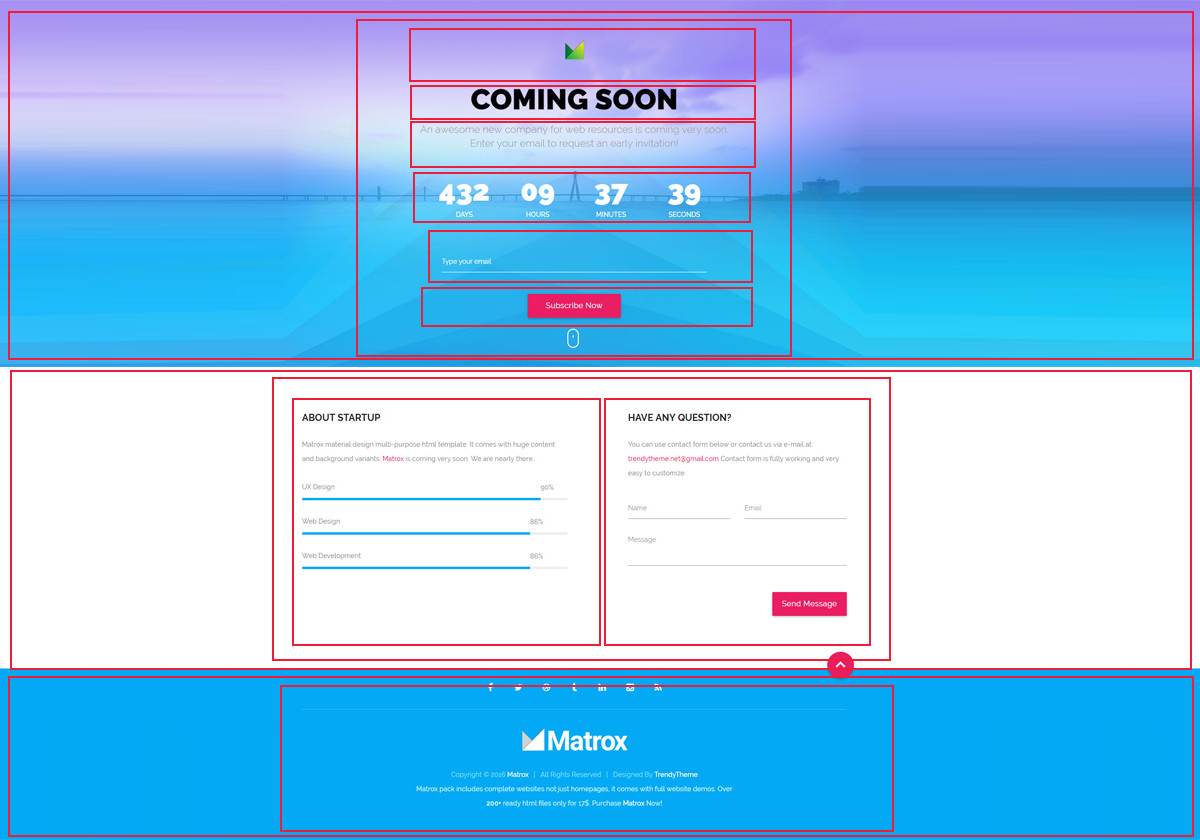 COMING SOON
An awesome new company for web resources is coming very soon.
Enter your email to request an early invitation!
432 09 37 39
DAYS HOURS MINUTES SECONDS
Type your email
Subscribe Now
ABOUT STARTUP
Matrox material design multi-purpose html template. It comes with huge content
and background variants. Matrox is coming very soon. We are nearly there.
UX Design 90%
Web Design 86%
Web Development 86%
HAVE ANY QUESTION?
You can use contact form below or contact us via e-mail at:
trendytheme.net@gmail.com Contact form is fully working and very
easy to customize.
Name Email
Message
Send Message
Matrox
Copyright © 2016 Matrox | All Rights Reserved | Designed By TrendyTheme
Matrox pack includes complete websites not just homepages, it comes with full website demos. Over
200+ ready html files only for 17$. Purchase Matrox Now!